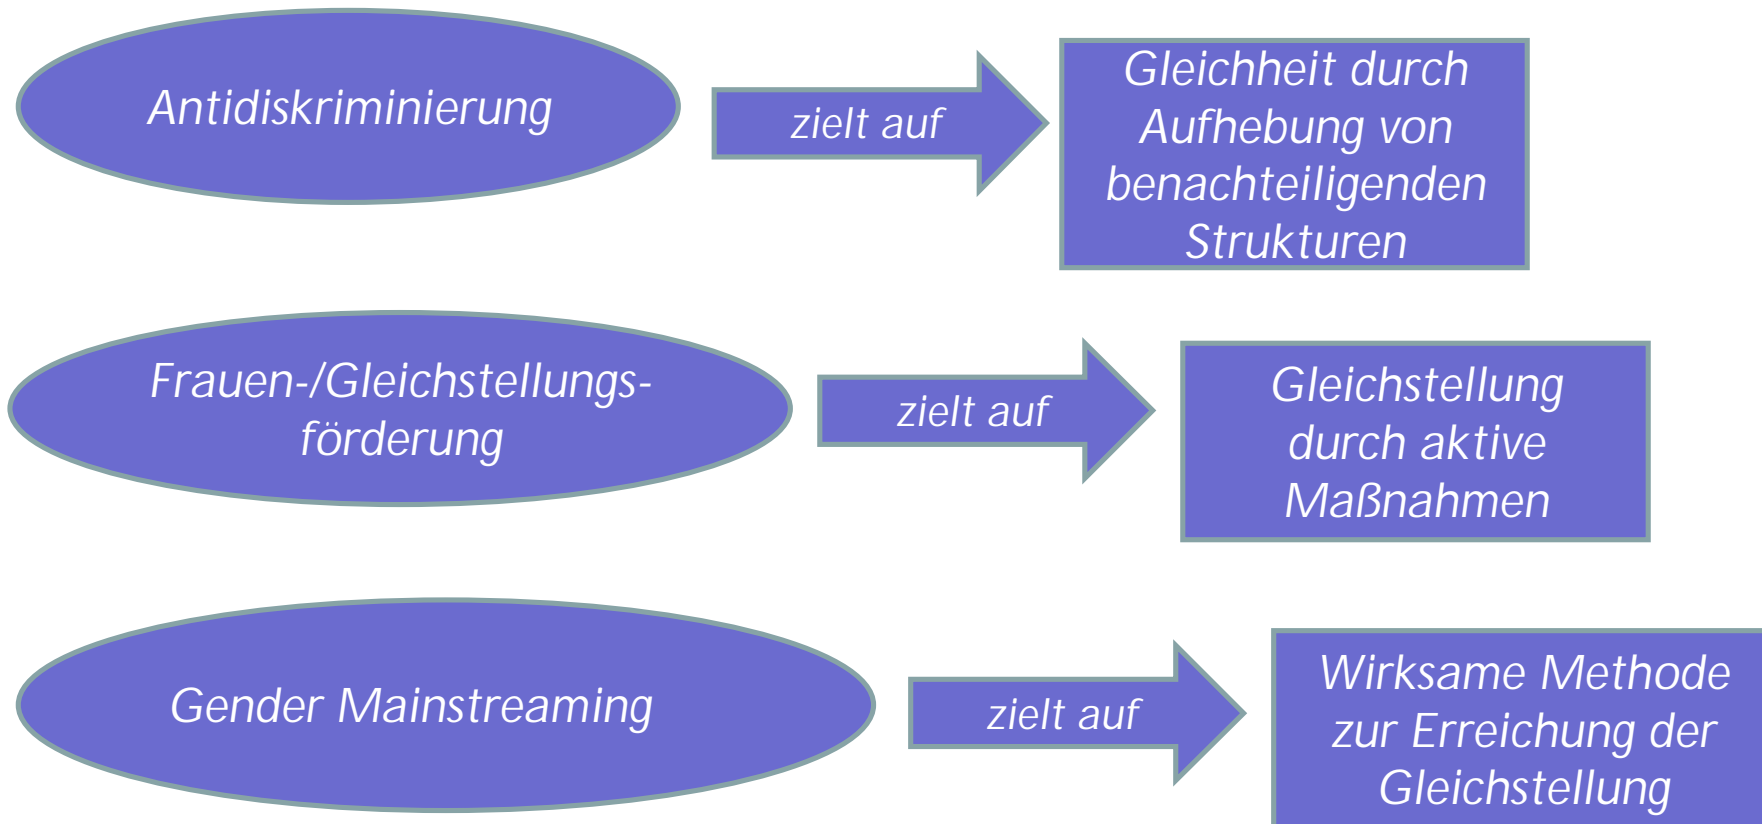 Antidiskriminierung
zielt auf
Gleichheit durch
Aufhebung von
benachteiligenden
Strukturen
Frauen-/Gleichstellungs-
förderung
zielt auf
Gleichstellung
durch aktive
Maßnahmen
Gender Mainstreaming
zielt auf
Wirksame Methode
zur Erreichung der
Gleichstellung